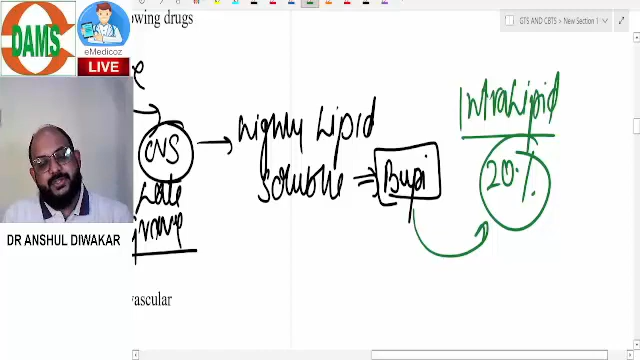 owing drugs
DAMS
eMedicoz
LIVE
GTS AND CBTS
New Section 1
CNS
Highly Lipid
soluble
Bupi
IntraLipid
20%
Late
DR ANSHUL DIWAKAR
vascular